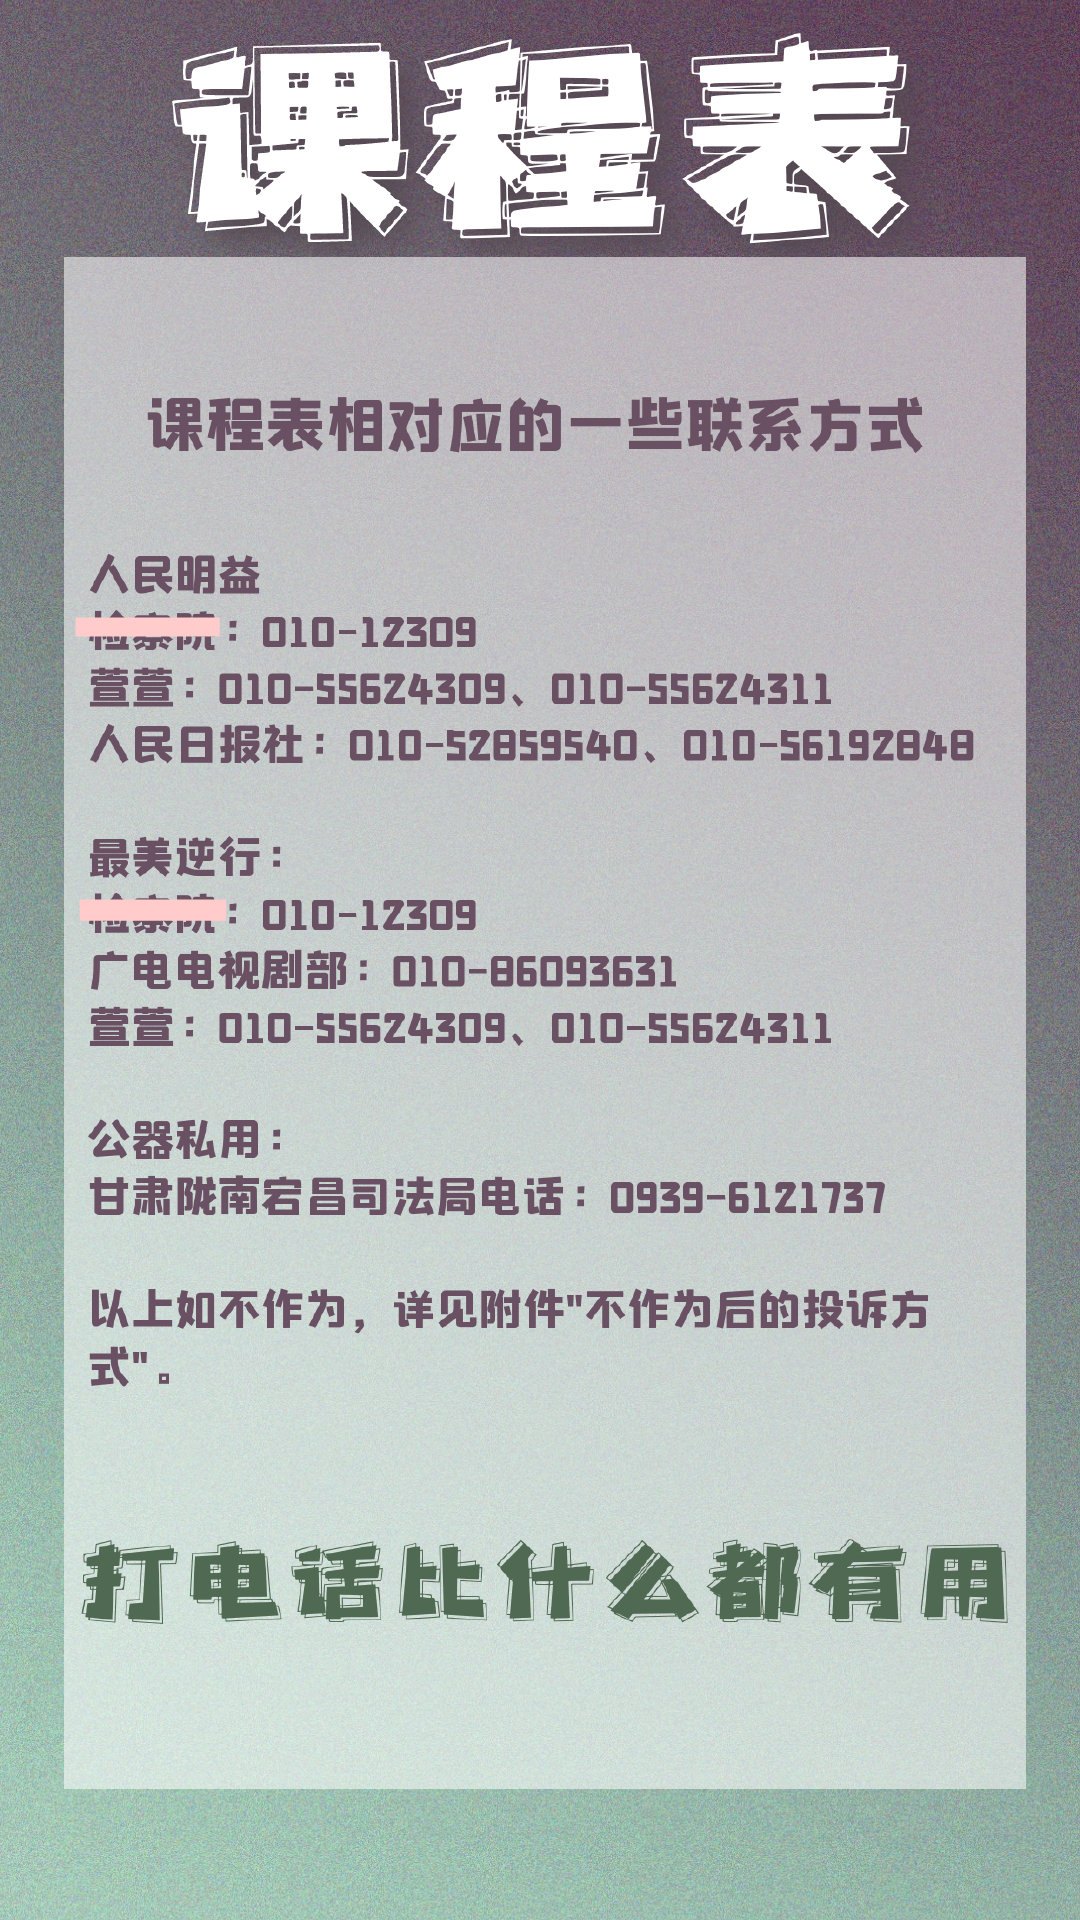 课程表
课程表相对应的一些联系方式
人民明益
检察院：010-12309
萱萱：010-55624309、010-55624311
人民日报社：010-52859540、010-56192848
最美逆行：
检察院：010-12309
广电电视剧部：010-86093631
萱萱：010-55624309、010-55624311
公器私用：
甘肃陇南宕昌司法局电话：0939-6121737
以上如不作为，详见附件"不作为后的投诉方
式"。
打电话比什么都有用